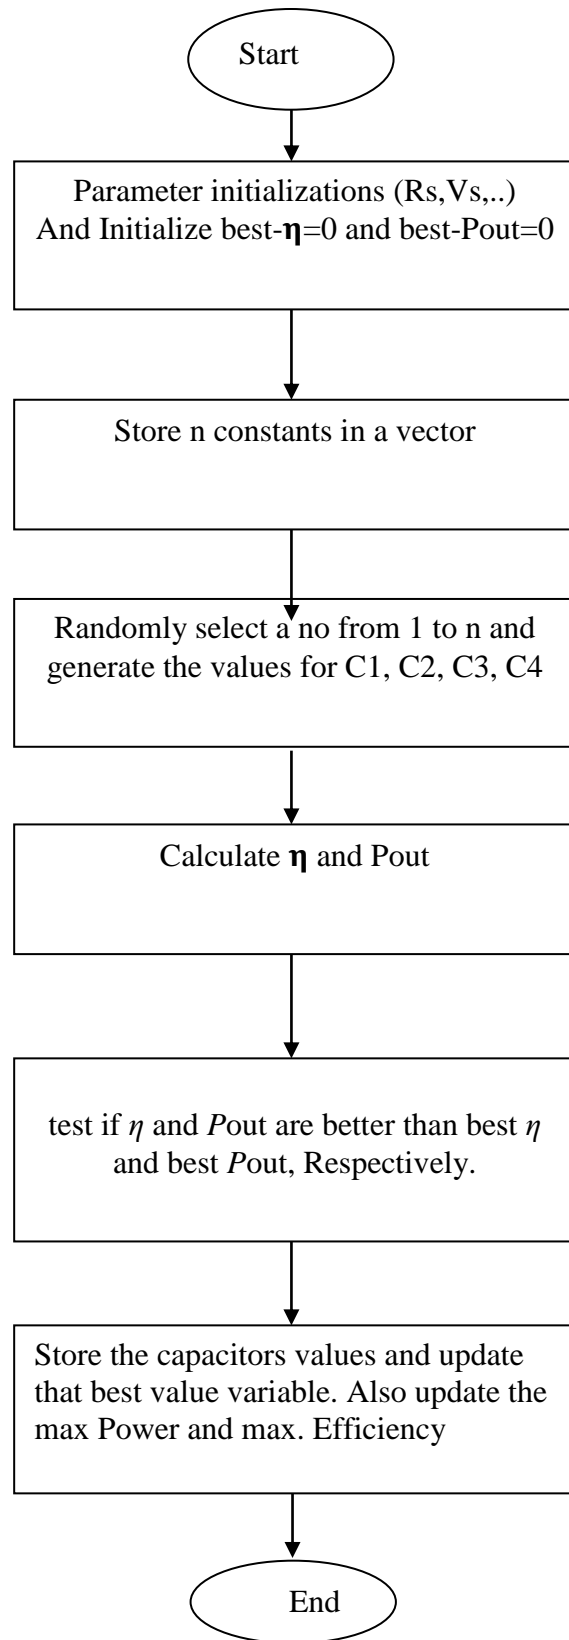 Start
Parameter initializations (Rs,Vs,..)
And Initialize best-η=0 and best-Pout=0
Store n constants in a vector
Randomly select a no from 1 to n and
generate the values for C1, C2, C3, C4
Calculate η and Pout
test if η and Pout are better than best η
and best Pout, Respectively.
Store the capacitors values and update
that best value variable. Also update the
max Power and max. Efficiency
End